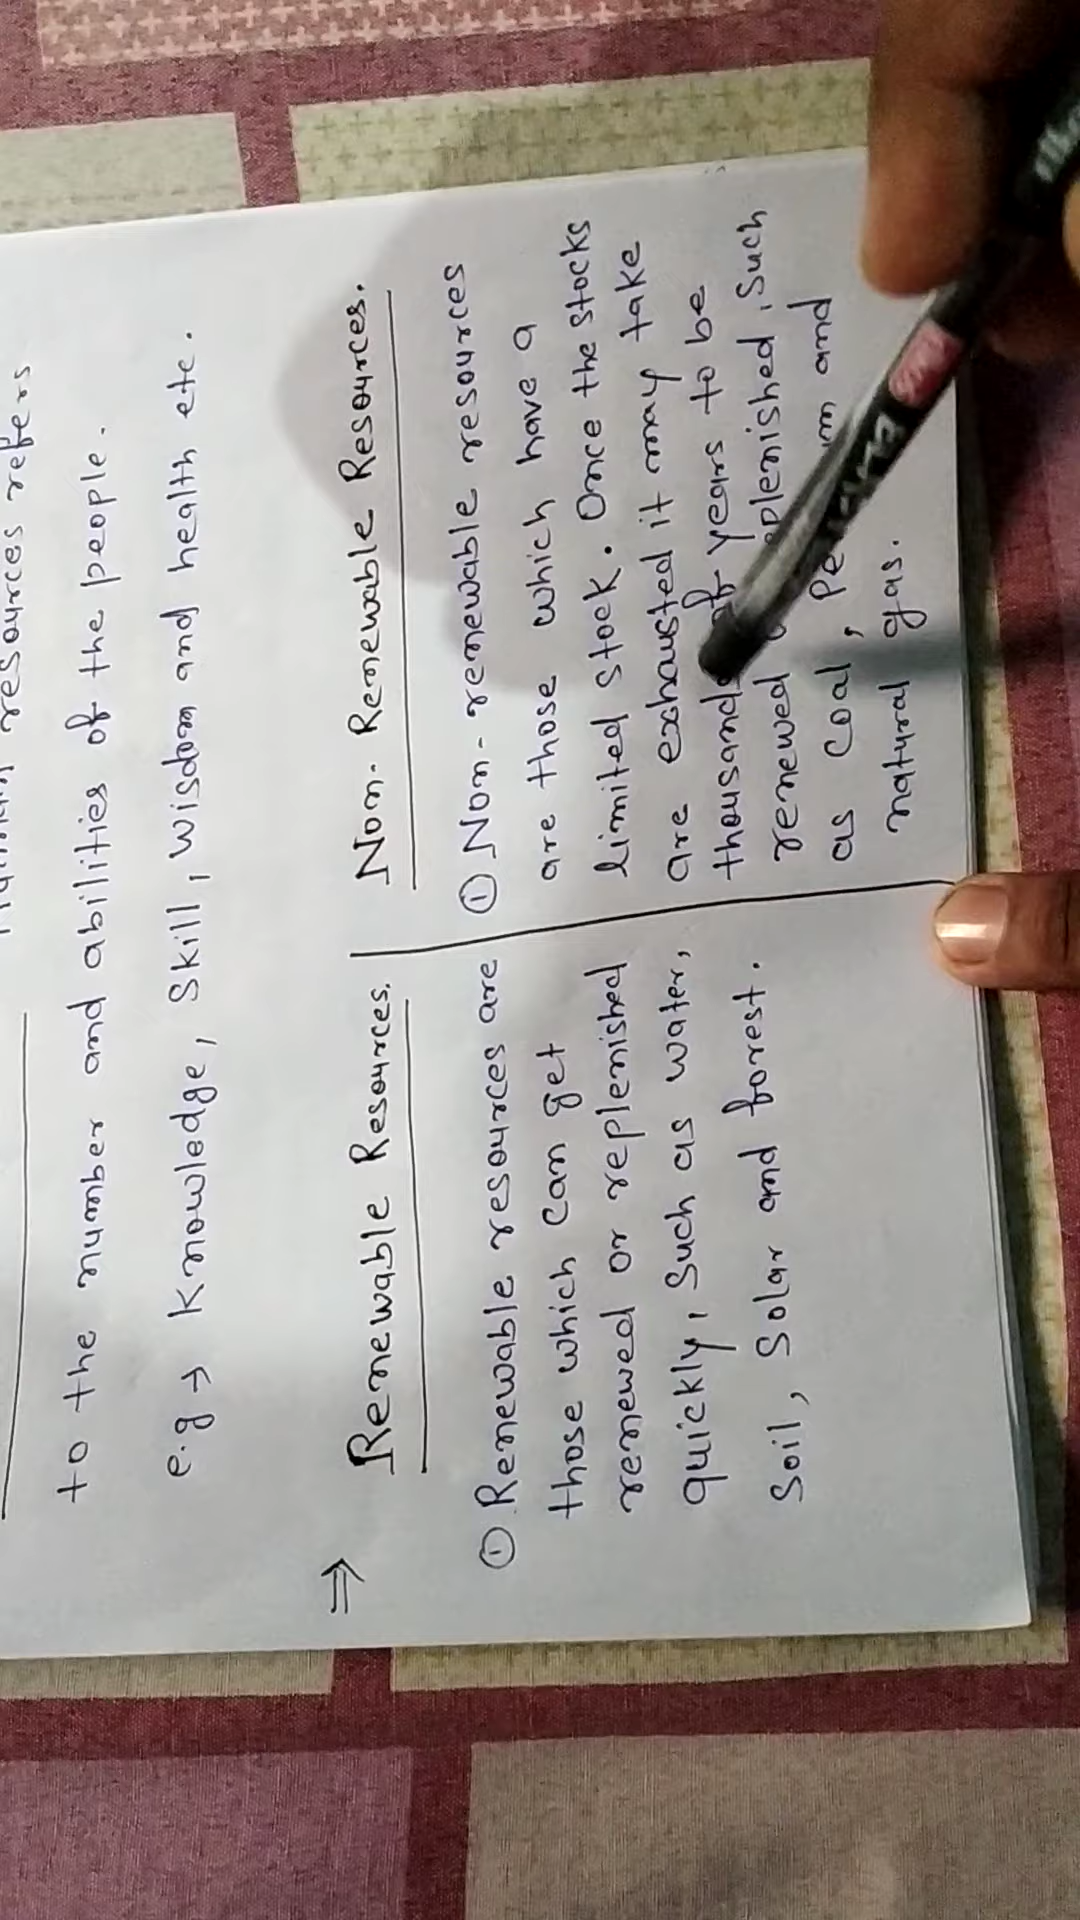 resources refers
to the number and abilities of the people.
e.g → Knowledge, Skill, wisdom and health etc.
⇒ Renewable Resources.
① Renewable resources are
those which can get
renewed or replenished
quickly, Such as water,
Soil, Solar and forest.
Non-Renewable Resources.
① Non-renewable resources
are those which have a
limited stock. Once the stocks
are exhausted it may take
thousands of years to be
renewed such
as coal, and
natural gas.